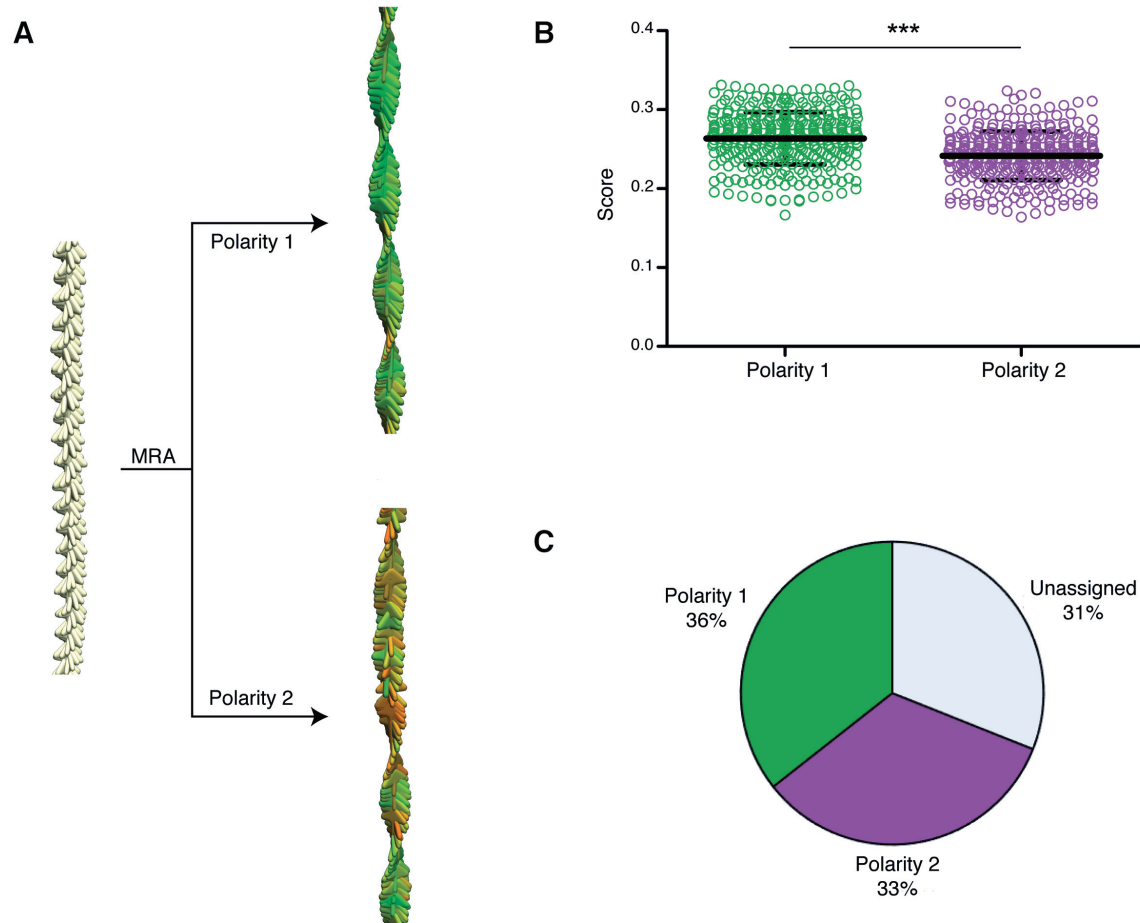 A
MRA
Polarity 1
Polarity 2
B
***
Score
0.4
0.3
0.2
0.1
0.0
Polarity 1
Polarity 2
C
Polarity 1
36%
Unassigned
31%
Polarity 2
33%